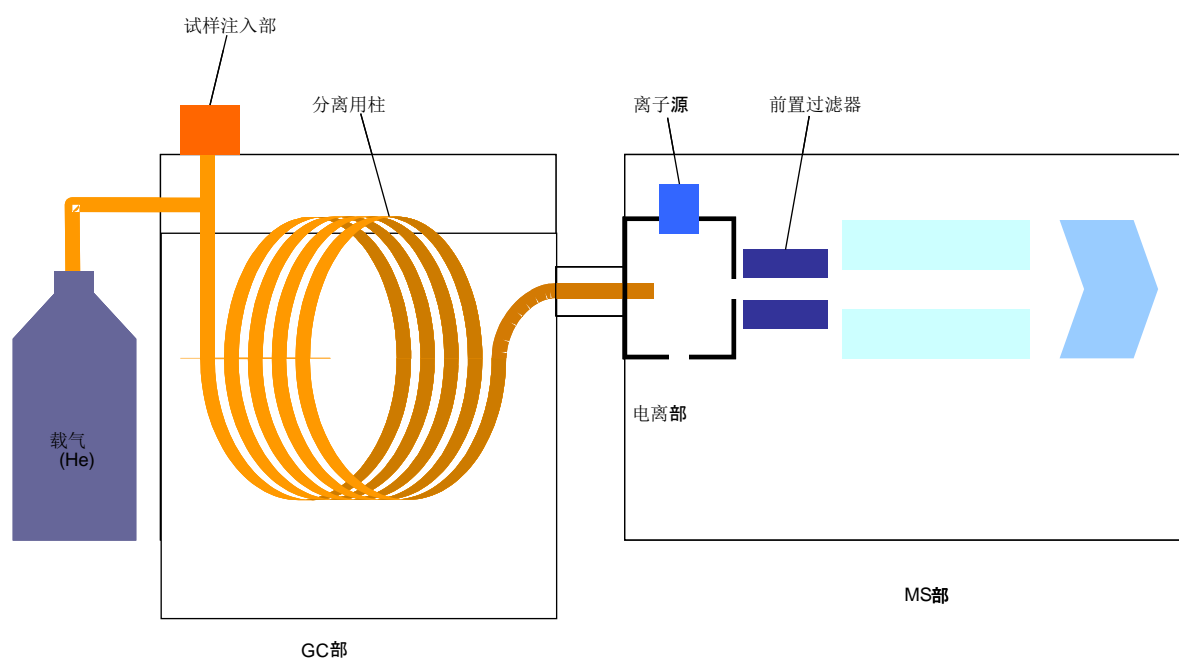 试样注入部
分离用柱
离子源
前置过滤器
电离部
载气
(He)
MS部
GC部